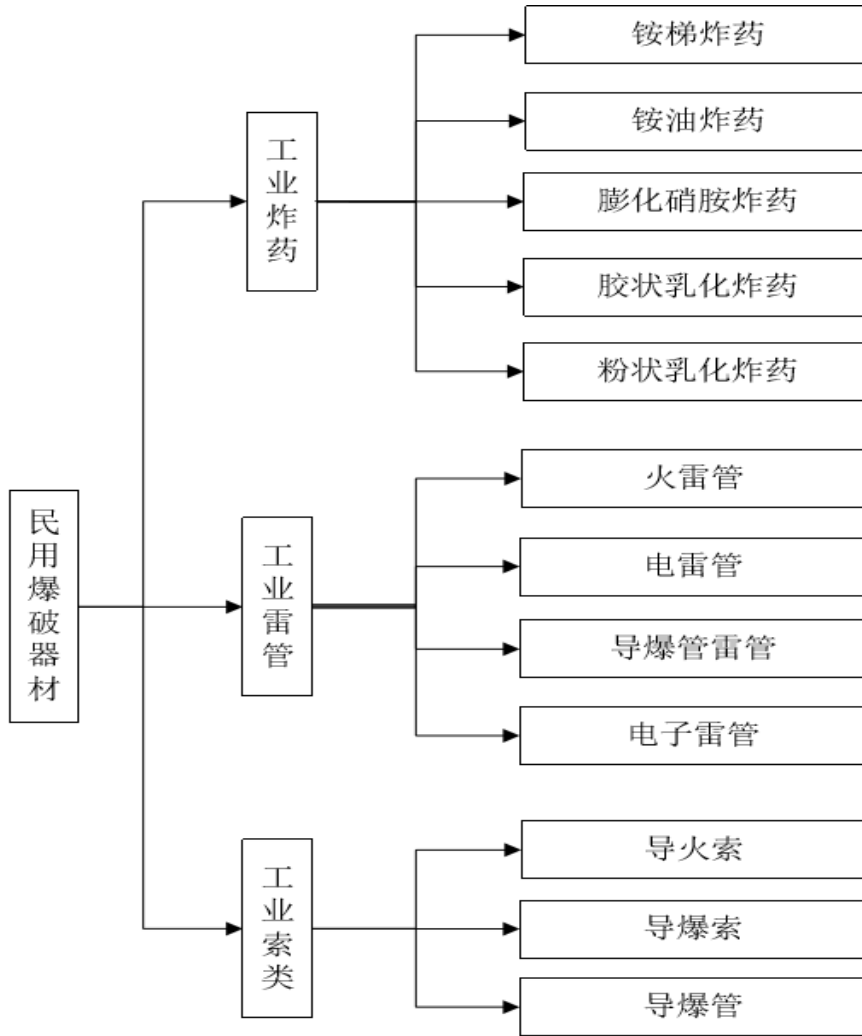 民用爆破器材
工业炸药
铵梯炸药
铵油炸药
膨化硝胺炸药
胶状乳化炸药
粉状乳化炸药
工业雷管
火雷管
电雷管
导爆管雷管
电子雷管
工业索类
导火索
导爆索
导爆管